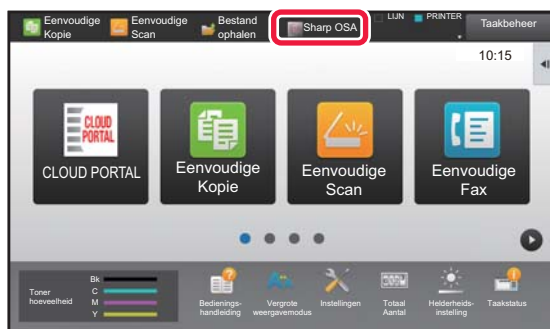 Eenvoudige
Kopie
Eenvoudige
Scan
Bestand
ophalen
Sharp OSA
LIJN
PRINTER
Taakbeheer
10:15
CLOUD
PORTAL
CLOUD PORTAL
Eenvoudige
Kopie
Eenvoudige
Scan
Eenvoudige
Fax
Toner
hoeveelheid
Bk
C
M
Y
Bedienings-
handleiding
Vergrote
weergavemodus
Instellingen
Totaal
Aantal
Helderheids-
instelling
Taakstatus